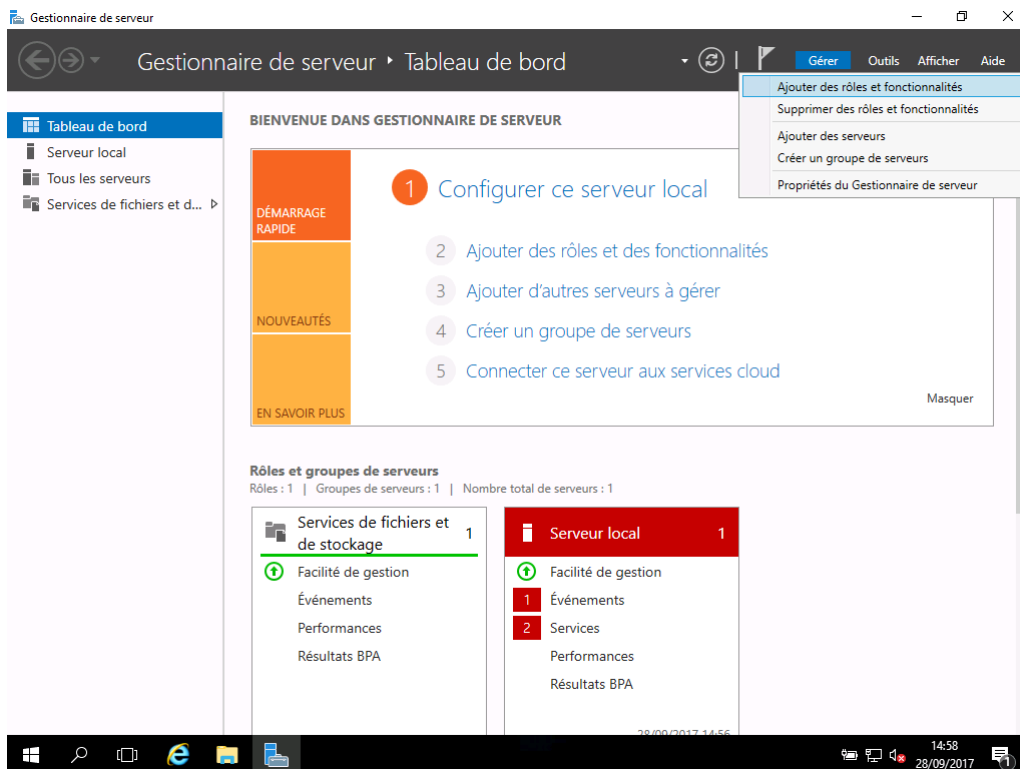 Gestionnaire de serveur
Gestionnaire de serveur ‣ Tableau de bord
Gérer Outils Afficher Aide
Ajouter des rôles et fonctionnalités
Supprimer des rôles et fonctionnalités
Ajouter des serveurs
Créer un groupe de serveurs
Propriétés du Gestionnaire de serveur
Tableau de bord
Serveur local
Tous les serveurs
Services de fichiers et d...
BIENVENUE DANS GESTIONNAIRE DE SERVEUR
DÉMARRAGE
RAPIDE
NOUVEAUTÉS
EN SAVOIR PLUS
1 Configurer ce serveur local
2 Ajouter des rôles et des fonctionnalités
3 Ajouter d'autres serveurs à gérer
4 Créer un groupe de serveurs
5 Connecter ce serveur aux services cloud
Masquer
Rôles et groupes de serveurs
Rôles : 1 | Groupes de serveurs : 1 | Nombre total de serveurs : 1
Services de fichiers et
de stockage 1
Facilité de gestion
Événements
Performances
Résultats BPA
Serveur local 1
Facilité de gestion
1 Événements
2 Services
Performances
Résultats BPA
28/09/2017 14:56
14:58
28/09/2017
1